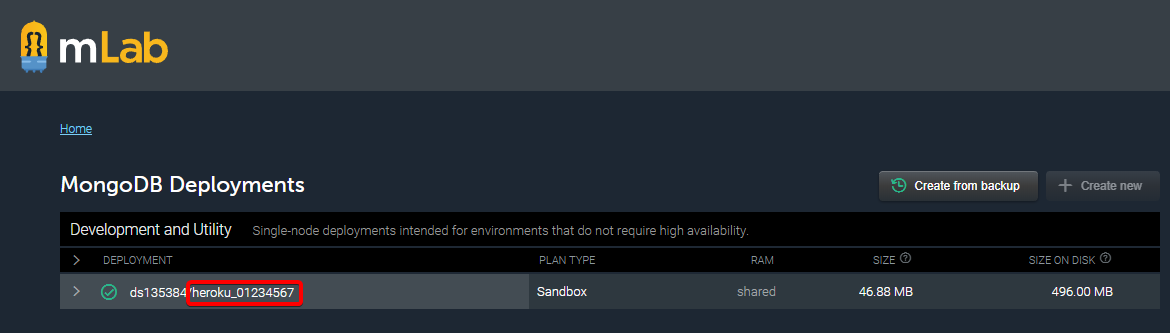 mLab
Home
MongoDB Deployments
Create from backup
Create new
Development and Utility Single-node deployments intended for environments that do not require high availability.
DEPLOYMENT PLAN TYPE RAM SIZE SIZE ON DISK
ds135384/heroku_01234567 Sandbox shared 46.88 MB 496.00 MB